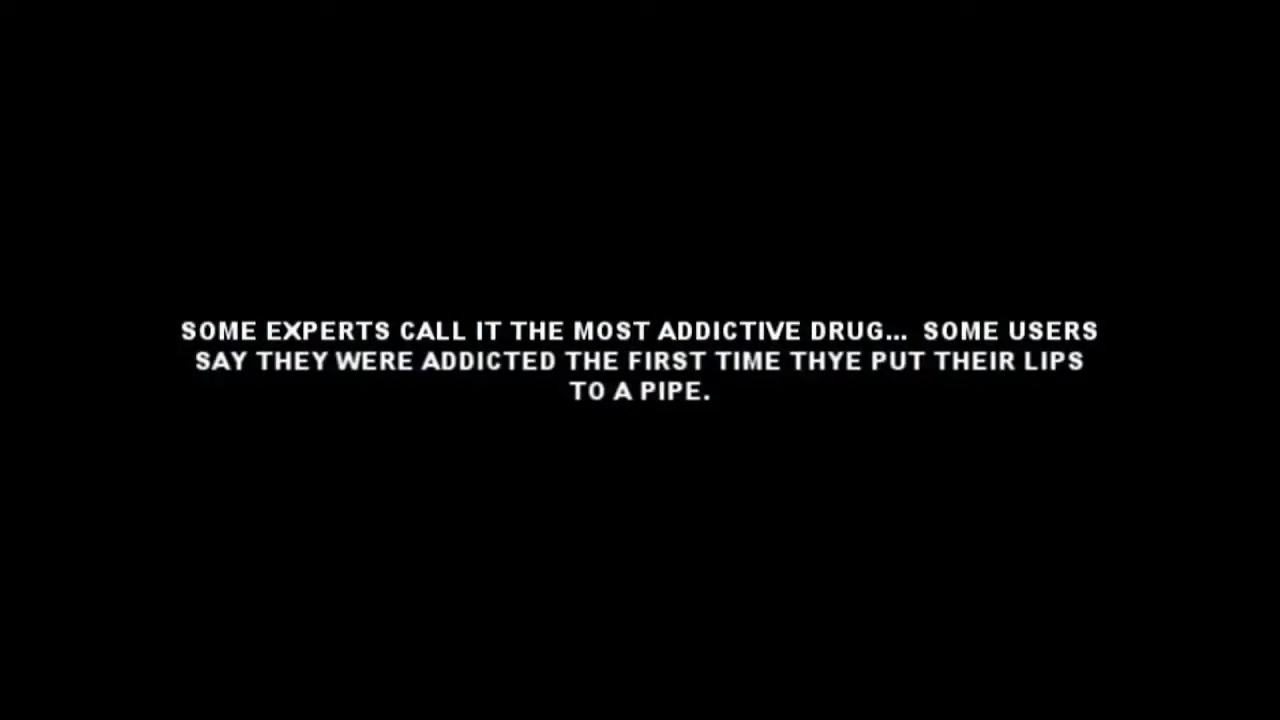 SOME EXPERTS CALL IT THE MOST ADDICTIVE DRUG...  SOME USERS
SAY THEY WERE ADDICTED THE FIRST TIME THYE PUT THEIR LIPS
TO A PIPE.